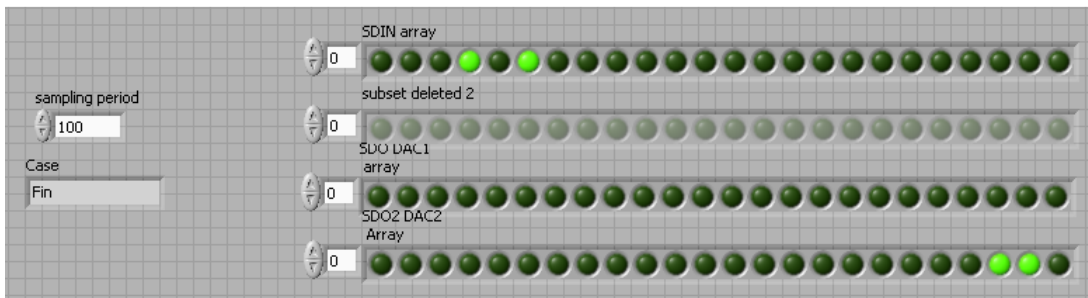 SDIN array
0
sampling period
100
subset deleted 2
0
Case
Fin
SDO DAC1
array
0
SDO2 DAC2
Array
0